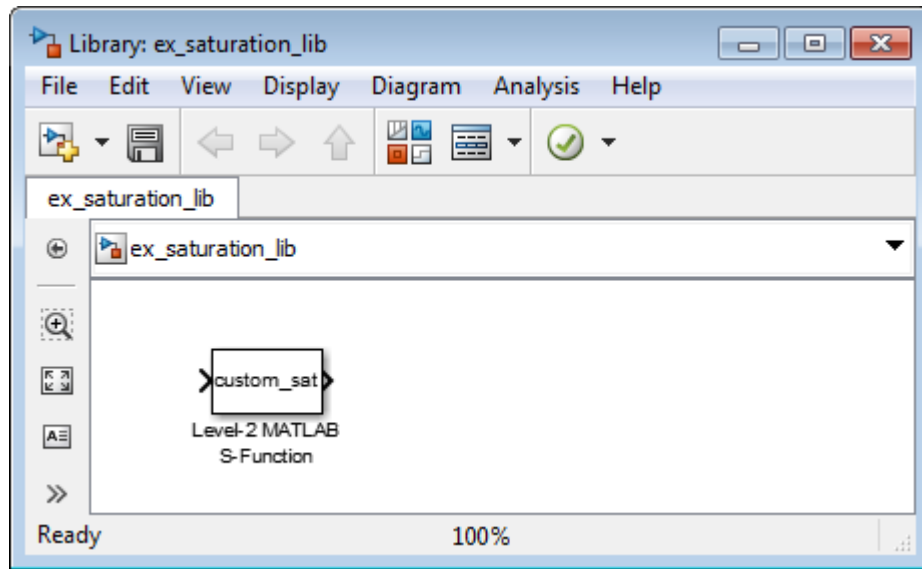 Library: ex_saturation_lib
File Edit View Display Diagram Analysis Help
ex_saturation_lib
ex_saturation_lib
custom_sat
Level-2 MATLAB
S-Function
Ready 100%